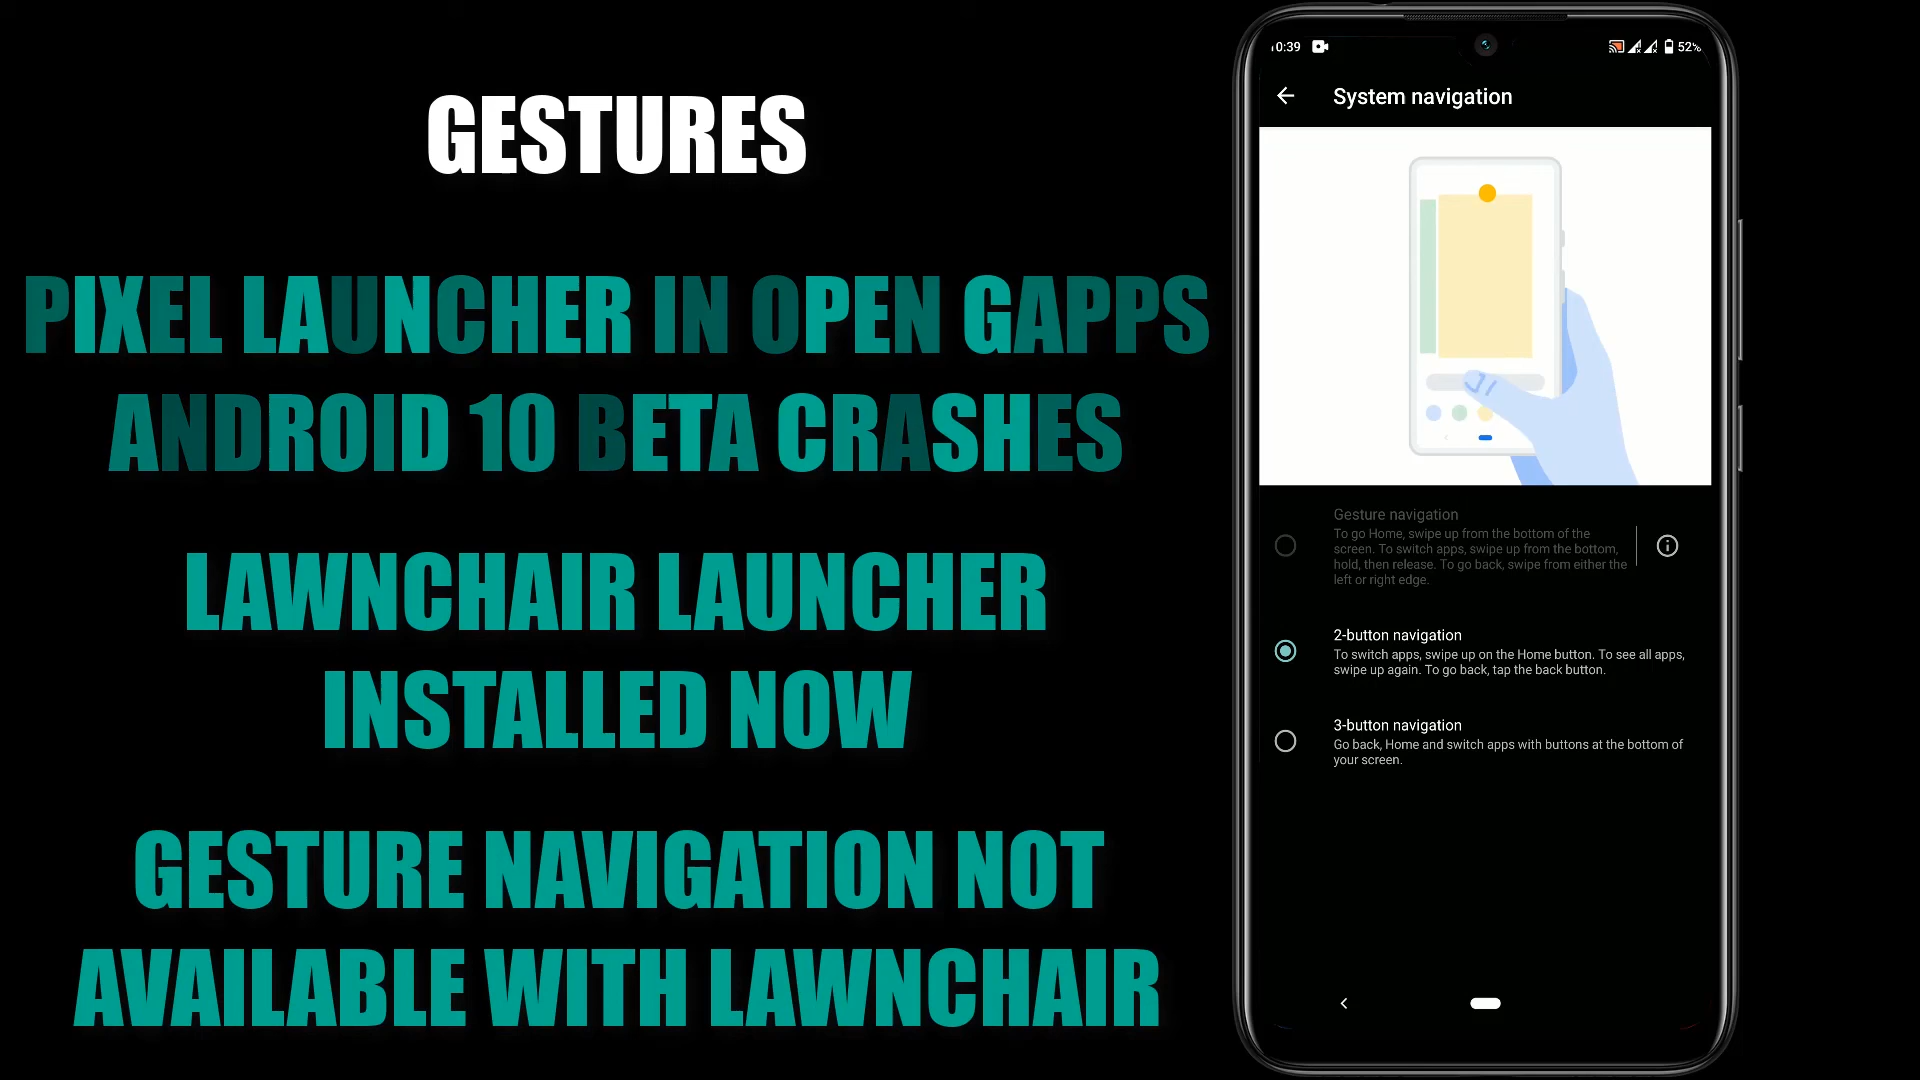 GESTURES
PIXEL LAUNCHER IN OPEN GAPPS
ANDROID 10 BETA CRASHES
LAWNCHAIR LAUNCHER
INSTALLED NOW
GESTURE NAVIGATION NOT
AVAILABLE WITH LAWNCHAIR
0:39
52%
System navigation
Gesture navigation
To go Home, swipe up from the bottom of the
screen. To switch apps, swipe up from the bottom,
hold, then release. To go back, swipe from either the
left or right edge.
2-button navigation
To switch apps, swipe up on the Home button. To see all apps,
swipe up again. To go back, tap the back button.
3-button navigation
Go back, Home and switch apps with buttons at the bottom of
your screen.